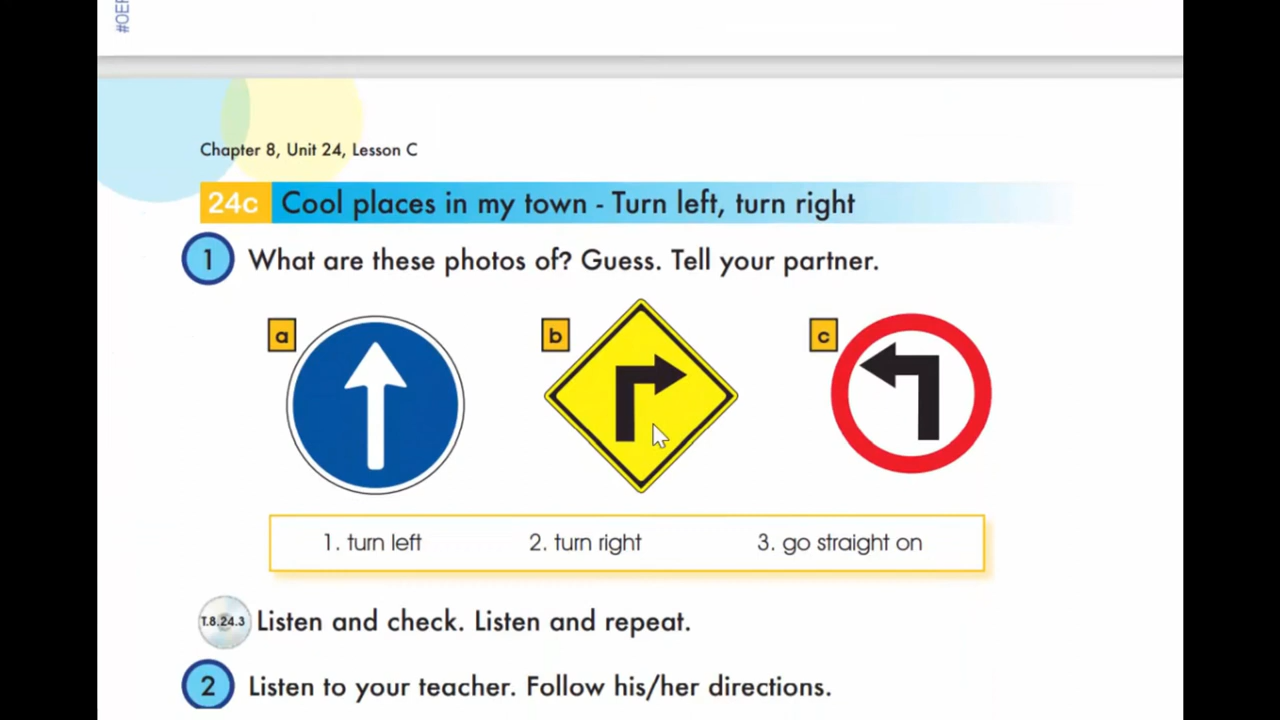 #OEF
Chapter 8, Unit 24, Lesson C
24c Cool places in my town - Turn left, turn right
1 What are these photos of? Guess. Tell your partner.
a b c
1. turn left 2. turn right 3. go straight on
T.8.24.3 Listen and check. Listen and repeat.
2 Listen to your teacher. Follow his/her directions.